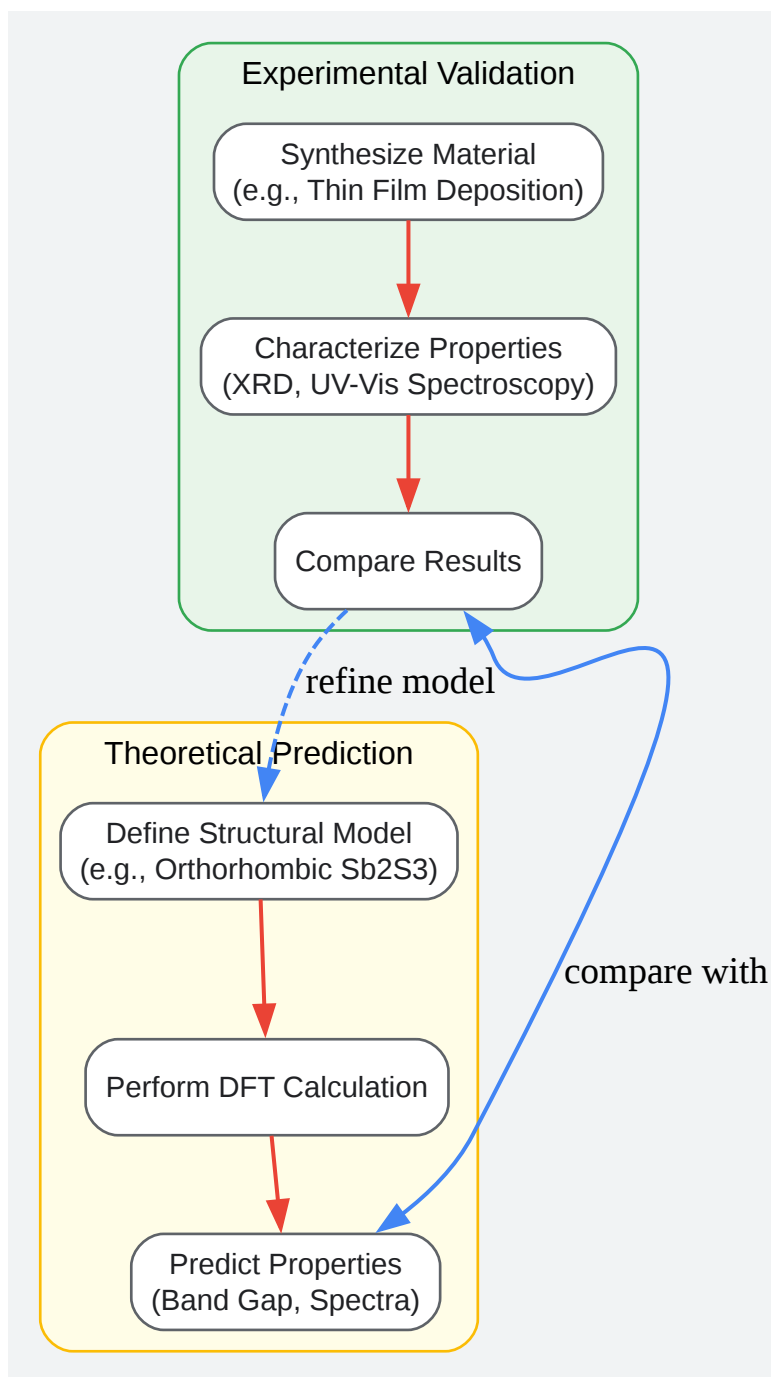 Experimental Validation
Synthesize Material
(e.g., Thin Film Deposition)
Characterize Properties
(XRD, UV-Vis Spectroscopy)
Compare Results
refine model
Theoretical Prediction
Define Structural Model
(e.g., Orthorhombic Sb2S3)
compare with
Perform DFT Calculation
Predict Properties
(Band Gap, Spectra)